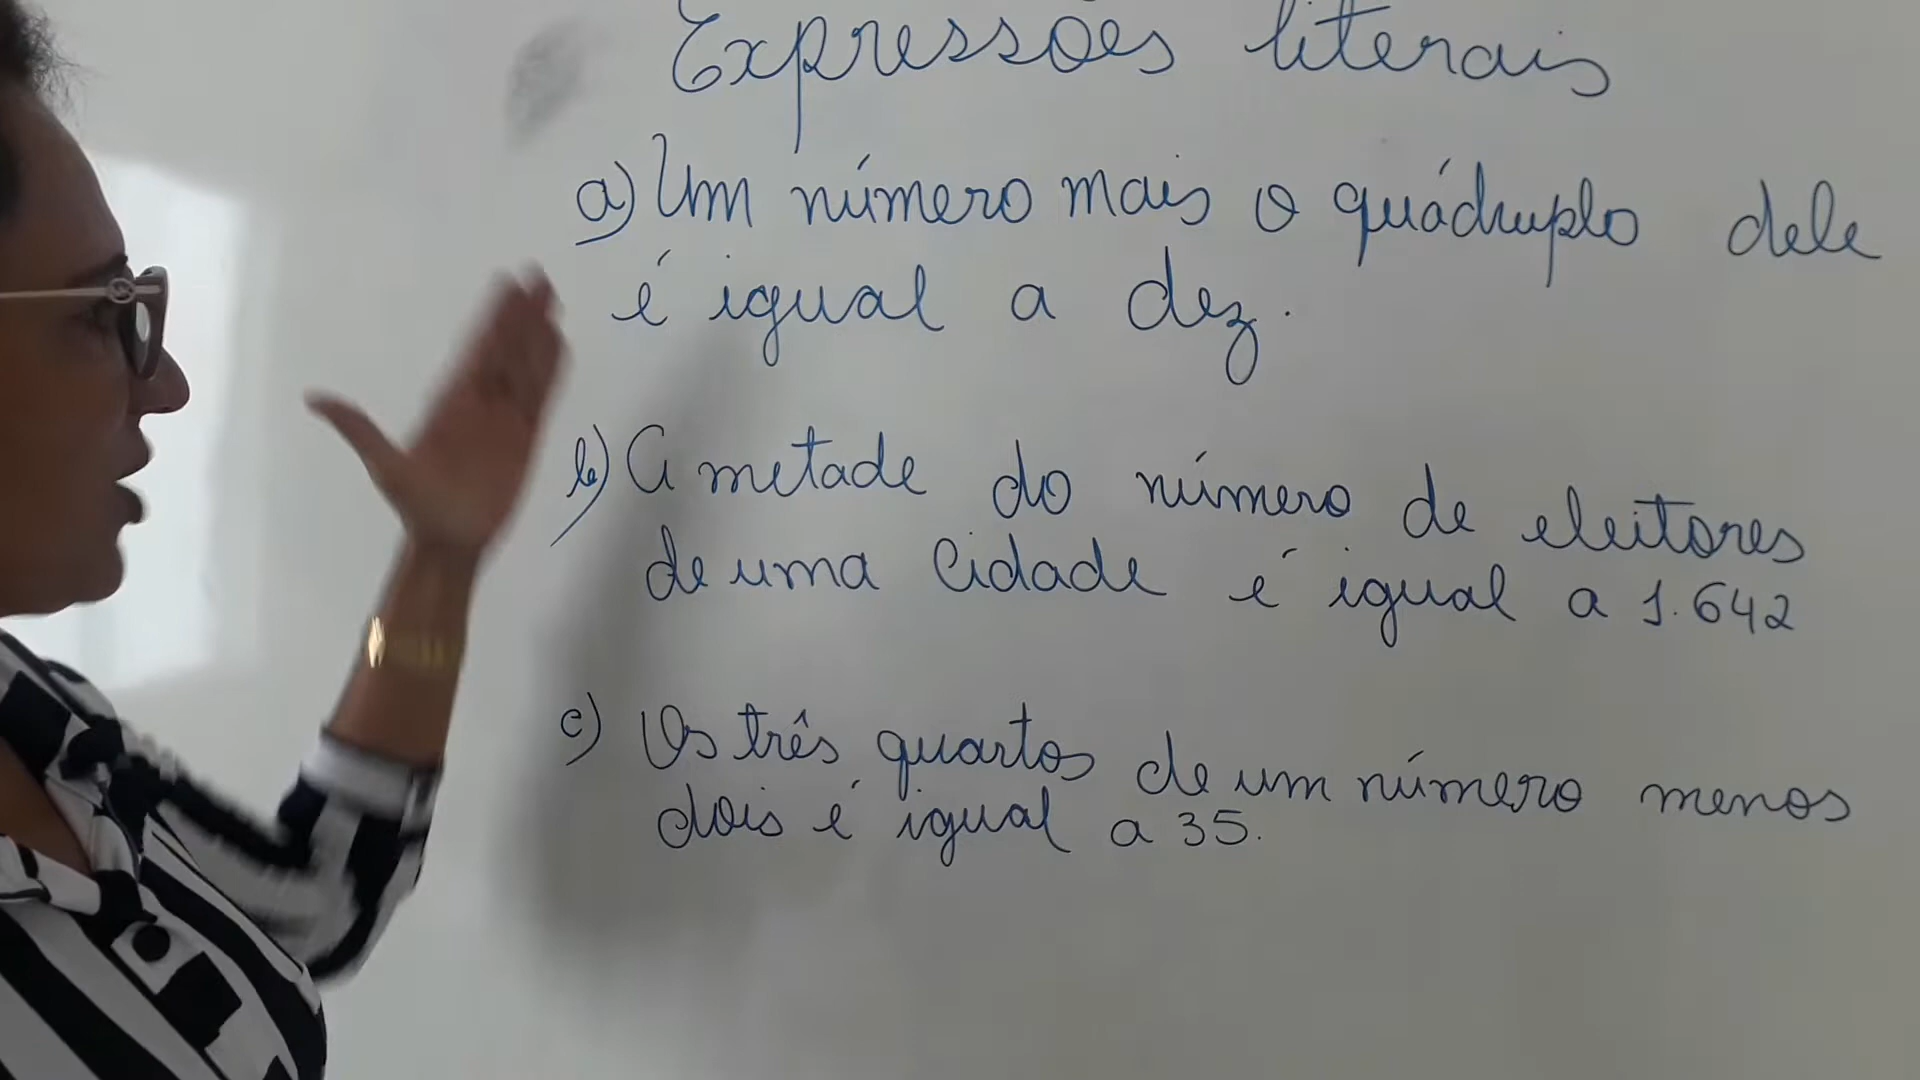 Expressões literais
a) Um número mais o quádruplo dele
é igual a dez.
b) A metade do número de eleitores
de uma cidade é igual a 1.642
c) Os três quartos de um número menos
dois é igual a 35.